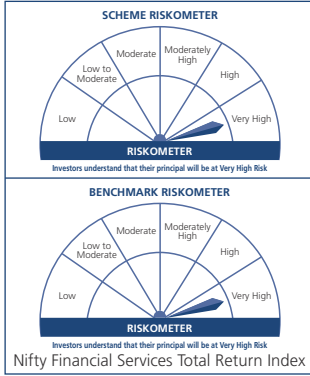 SCHEME RISKOMETER
Moderate
Moderately
High
Low to
Moderate
High
Low
Very High
RISKOMETER
Investors understand that their principal will be at Very High Risk
BENCHMARK RISKOMETER
Moderate
Moderately
High
Low to
Moderate
High
Low
Very High
RISKOMETER
Investors understand that their principal will be at Very High Risk
Nifty Financial Services Total Return Index